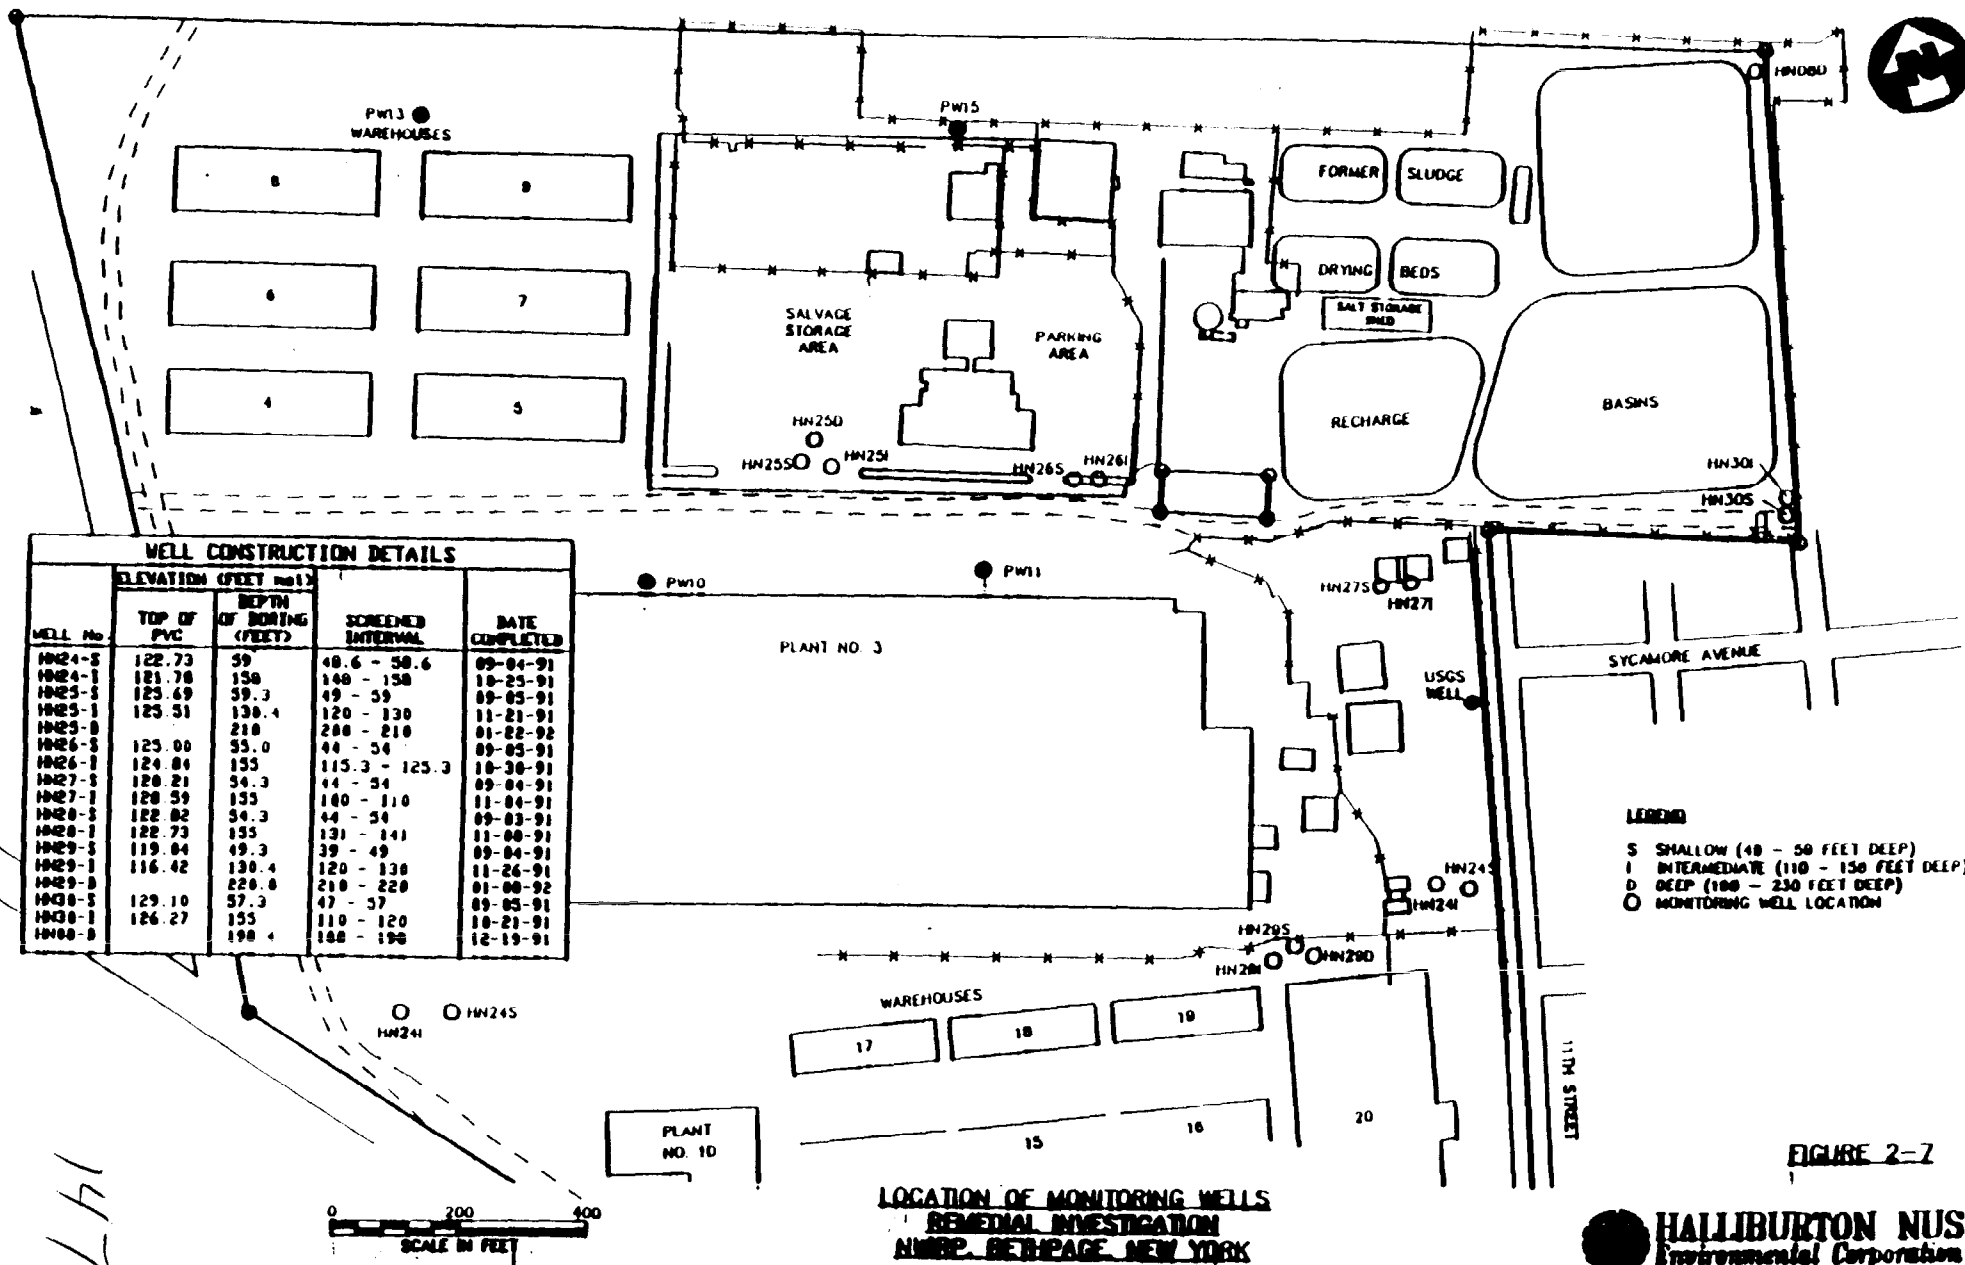 PW13
WAREHOUSES
8
9
6
7
4
5
PW15
HN08D
FORMER SLUDGE
DRYING BEDS
SALT STORAGE
SHED
SALVAGE
STORAGE
AREA
PARKING
AREA
RECHARGE
BASINS
HN25D
HN25S
HN25I
HN26S
HN26I
HN30I
HN30S
PW10
PW11
HN27S
HN27I
PLANT NO. 3
USGS
WELL
SYCAMORE AVENUE
WELL CONSTRUCTION DETAILS
ELEVATION (FEET msl)
WELL No
TOP OF
PVC
DEPTH
OF BORING
(FEET)
SCREENED
INTERVAL
DATE
COMPLETED
HN24-S 122.73 59 48.6 - 58.6 09-04-91
HN24-I 121.78 150 140 - 150 10-25-91
HN25-S 125.69 59.3 49 - 59 09-05-91
HN25-I 125.51 130.4 120 - 130 11-21-91
HN25-D 210 200 - 210 01-22-92
HN26-S 125.00 55.0 44 - 54 09-05-91
HN26-I 124.84 155 115.3 - 125.3 10-30-91
HN27-S 128.21 54.3 44 - 54 09-04-91
HN27-I 128.59 155 100 - 110 11-04-91
HN28-S 122.82 54.3 44 - 54 09-03-91
HN28-I 122.73 155 131 - 141 11-08-91
HN29-S 119.04 49.3 39 - 49 09-04-91
HN29-I 116.42 130.4 120 - 130 11-26-91
HN29-D 220.8 210 - 220 01-08-92
HN30-S 129.10 57.3 47 - 57 09-05-91
HN30-I 126.27 155 110 - 120 10-21-91
HN08-D 198.4 188 - 198 12-19-91
LEGEND
S SHALLOW (40 - 50 FEET DEEP)
I INTERMEDIATE (110 - 150 FEET DEEP)
D DEEP (180 - 230 FEET DEEP)
MONITORING WELL LOCATION
HN24S
HN24I
HN29S
HN29I
HN29D
HN24I
HN24S
WAREHOUSES
17
18
19
15
16
20
PLANT
NO. 10
11TH STREET
FIGURE 2-7
0 200 400
SCALE IN FEET
LOCATION OF MONITORING WELLS
REMEDIAL INVESTIGATION
NWIRP, BETHPAGE, NEW YORK
HALLIBURTON NUS
Environmental Corporation
N